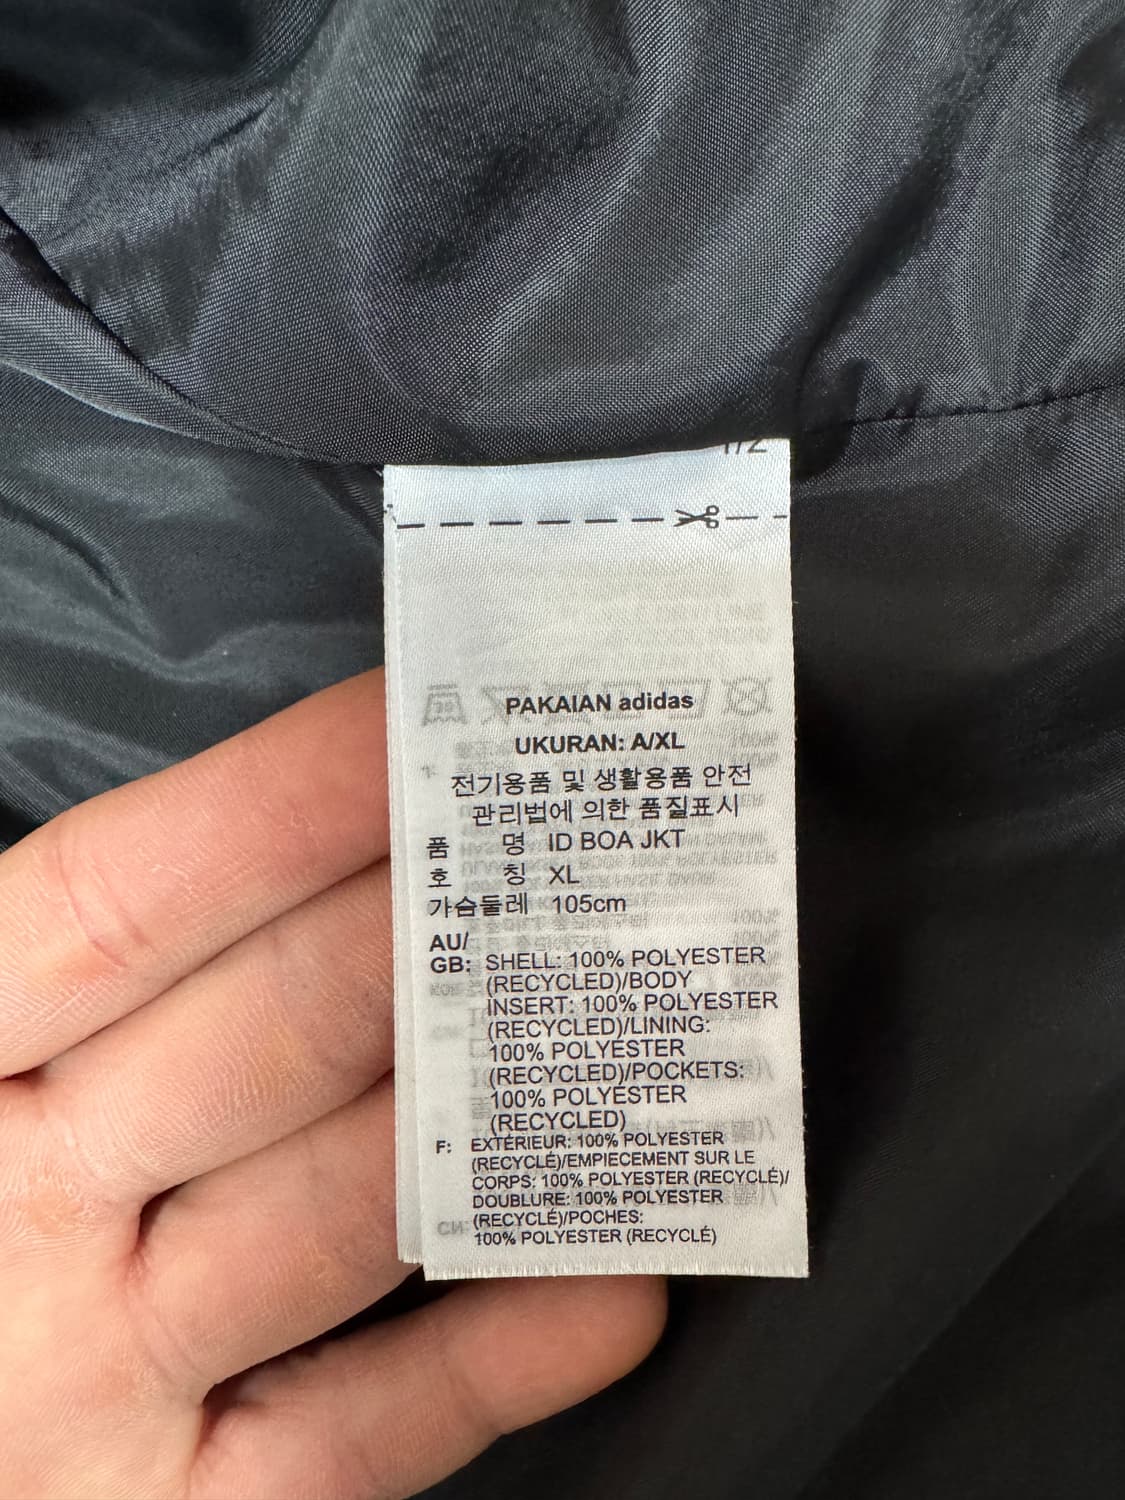 1/2
PAKAIAN adidas
UKURAN: A/XL
전기용품 및 생활용품 안전
관리법에 의한 품질표시
품 명 ID BOA JKT
호 칭 XL
가슴둘레 105cm
AU/
GB: SHELL: 100% POLYESTER
(RECYCLED)/BODY
INSERT: 100% POLYESTER
(RECYCLED)/LINING:
100% POLYESTER
(RECYCLED)/POCKETS:
100% POLYESTER
(RECYCLED)
F: EXTÉRIEUR: 100% POLYESTER
(RECYCLÉ)/EMPIECEMENT SUR LE
CORPS: 100% POLYESTER (RECYCLÉ)/
DOUBLURE: 100% POLYESTER
(RECYCLÉ)/POCHES:
100% POLYESTER (RECYCLÉ)